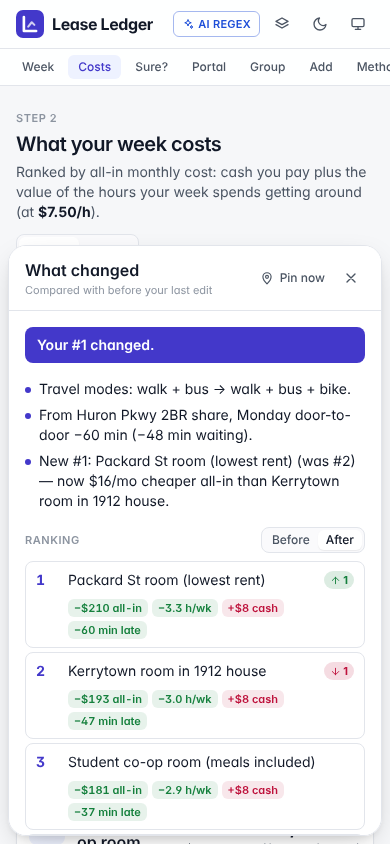 Lease Ledger
AI REGEX
Week Costs Sure? Portal Group Add Metho
STEP 2
What your week costs
Ranked by all-in monthly cost: cash you pay plus the
value of the hours your week spends getting around
(at $7.50/h).
What changed
Compared with before your last edit
Pin now
Your #1 changed.
Travel modes: walk + bus → walk + bus + bike.
From Huron Pkwy 2BR share, Monday door-to-
door −60 min (−48 min waiting).
New #1: Packard St room (lowest rent) (was #2)
— now $16/mo cheaper all-in than Kerrytown
room in 1912 house.
RANKING
Before After
1 Packard St room (lowest rent) ↑ 1
−$210 all-in −3.3 h/wk +$8 cash
−60 min late
2 Kerrytown room in 1912 house ↓ 1
−$193 all-in −3.0 h/wk +$8 cash
−47 min late
3 Student co-op room (meals included)
−$181 all-in −2.9 h/wk +$8 cash
−37 min late
op room